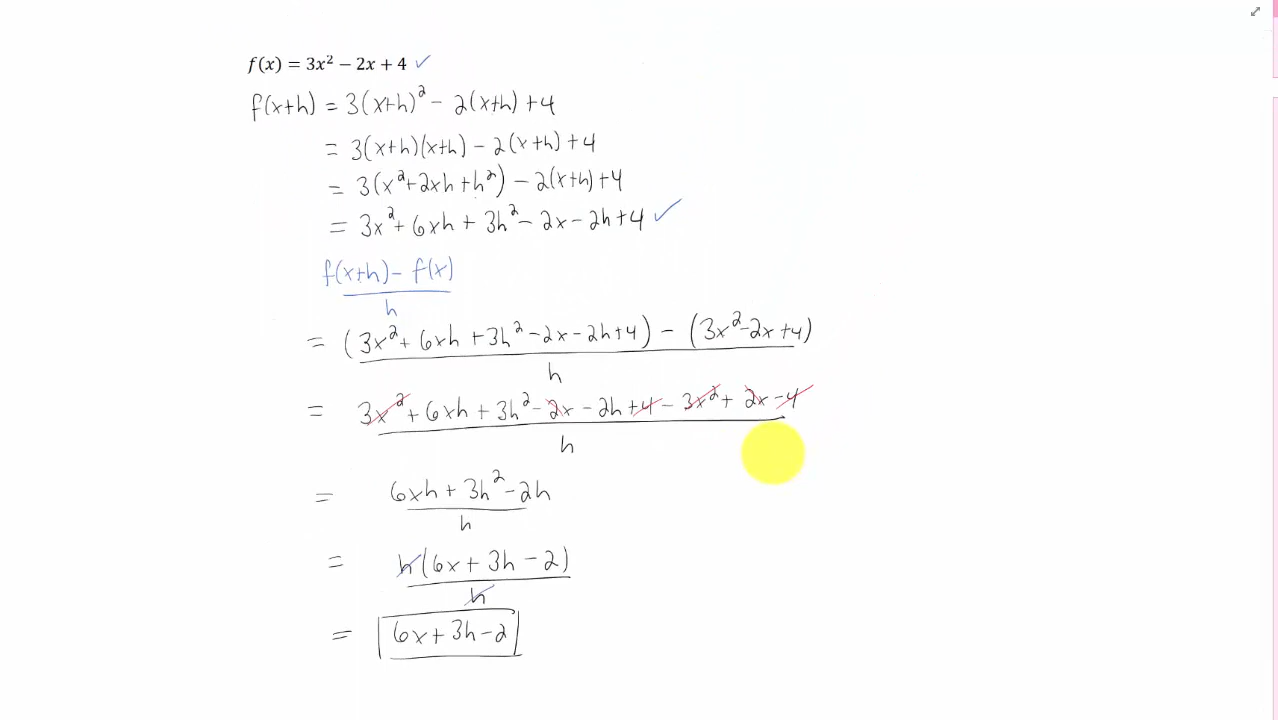 f(x) = 3x² − 2x + 4 ✓
f(x+h) = 3(x+h)² − 2(x+h) + 4
= 3(x+h)(x+h) − 2(x+h) + 4
= 3(x²+2xh+h²) − 2(x+h) + 4
= 3x² + 6xh + 3h² − 2x − 2h + 4 ✓
f(x+h) − f(x)
h
= (3x² + 6xh + 3h² − 2x − 2h + 4) − (3x² − 2x + 4)
h
= 3x² + 6xh + 3h² − 2x − 2h + 4 − 3x² + 2x − 4
h
= 6xh + 3h² − 2h
h
= h(6x + 3h − 2)
h
= 6x + 3h − 2